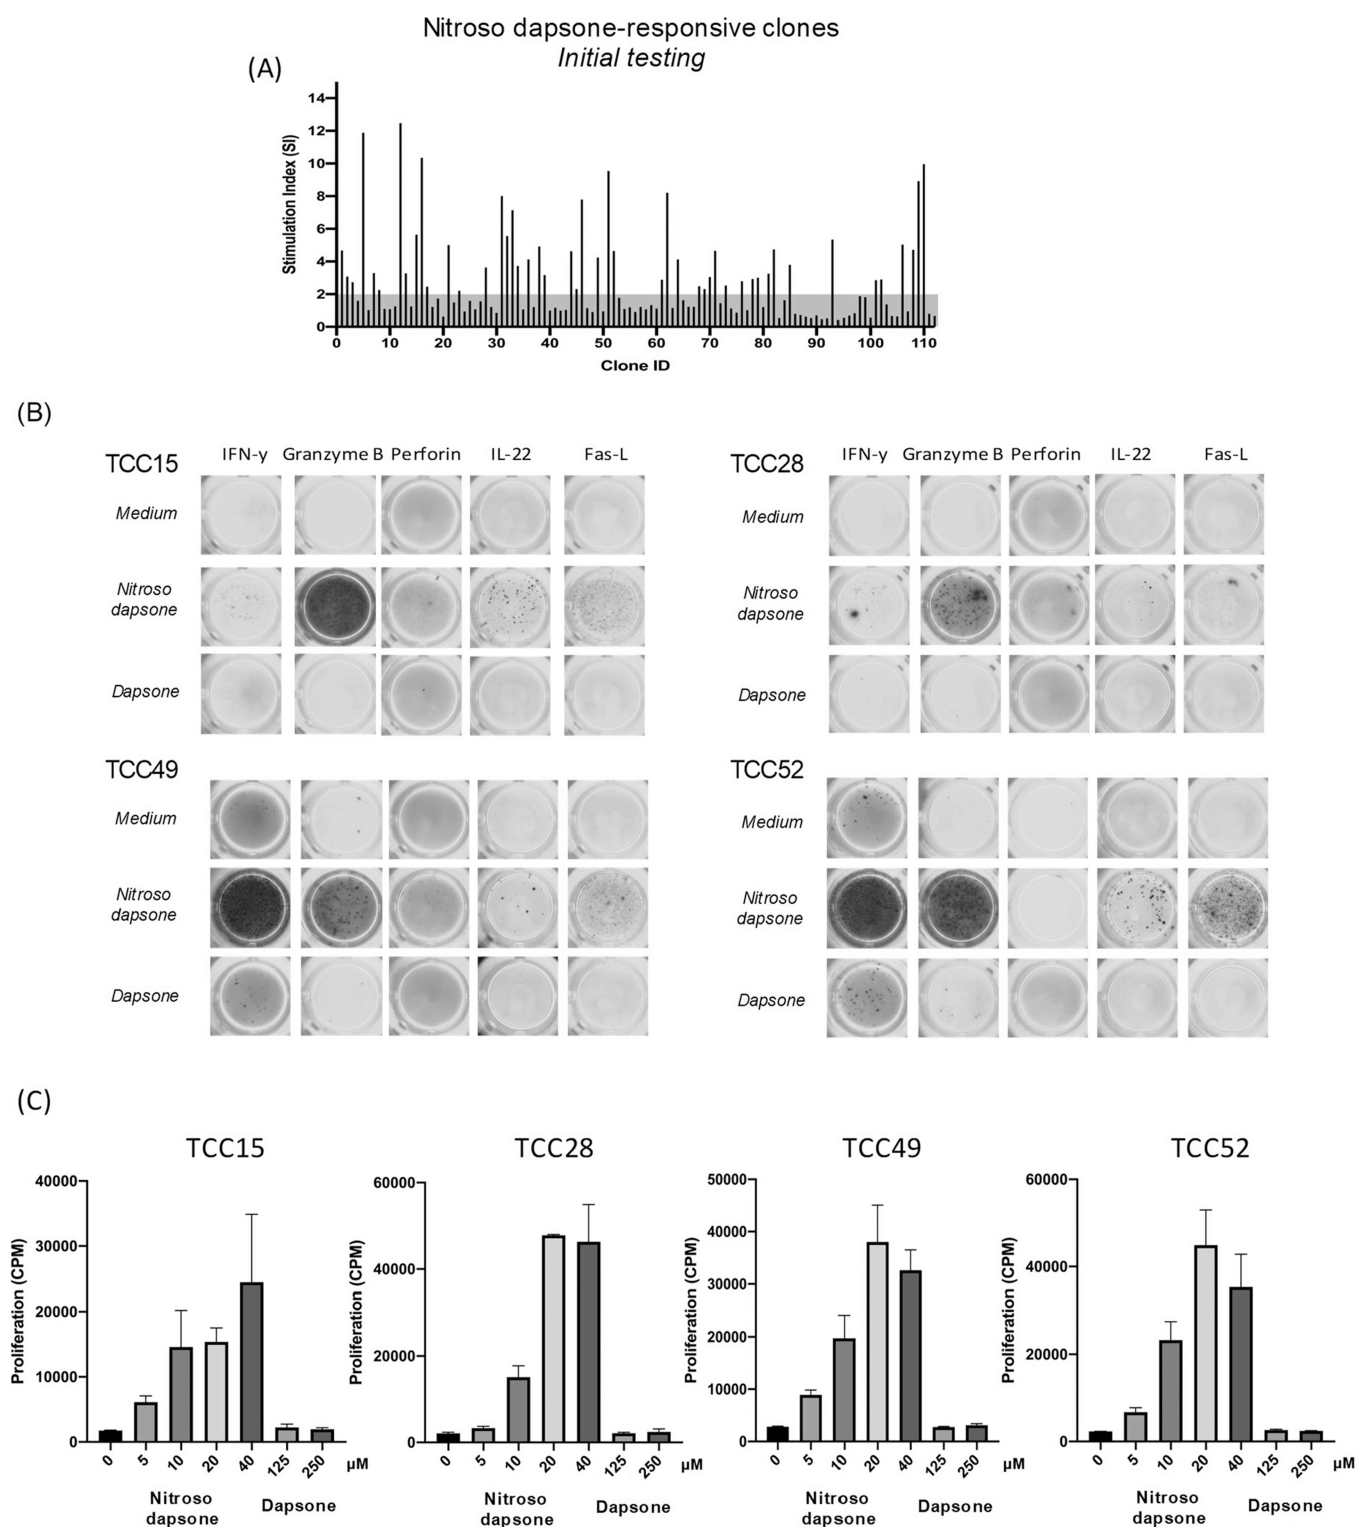 Nitroso dapsone-responsive clones
Initial testing
(A)
Stimulation Index (SI)
14
12
10
8
6
4
2
0
0 10 20 30 40 50 60 70 80 90 100 110
Clone ID
(B)
TCC15
IFN-y Granzyme B Perforin IL-22 Fas-L
Medium
Nitroso
dapsone
Dapsone
TCC28
IFN-y Granzyme B Perforin IL-22 Fas-L
Medium
Nitroso
dapsone
Dapsone
TCC49
Medium
Nitroso
dapsone
Dapsone
TCC52
Medium
Nitroso
dapsone
Dapsone
(C)
TCC15
Proliferation (CPM)
40000
30000
20000
10000
0
0 5 10 20 40 125 250 µM
Nitroso
dapsone
Dapsone
TCC28
Proliferation (CPM)
60000
40000
20000
0
0 5 10 20 40 125 250 µM
Nitroso
dapsone
Dapsone
TCC49
Proliferation (CPM)
50000
40000
30000
20000
10000
0
0 5 10 20 40 125 250 µM
Nitroso
dapsone
Dapsone
TCC52
Proliferation (CPM)
60000
40000
20000
0
0 5 10 20 40 125 250 µM
Nitroso
dapsone
Dapsone